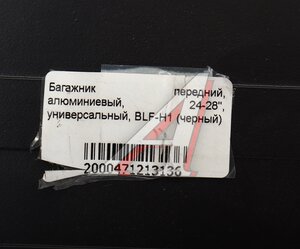 Багажник передний,
алюминиевый, 24-28",
универсальный, BLF-H1 (черный)
2000471213136